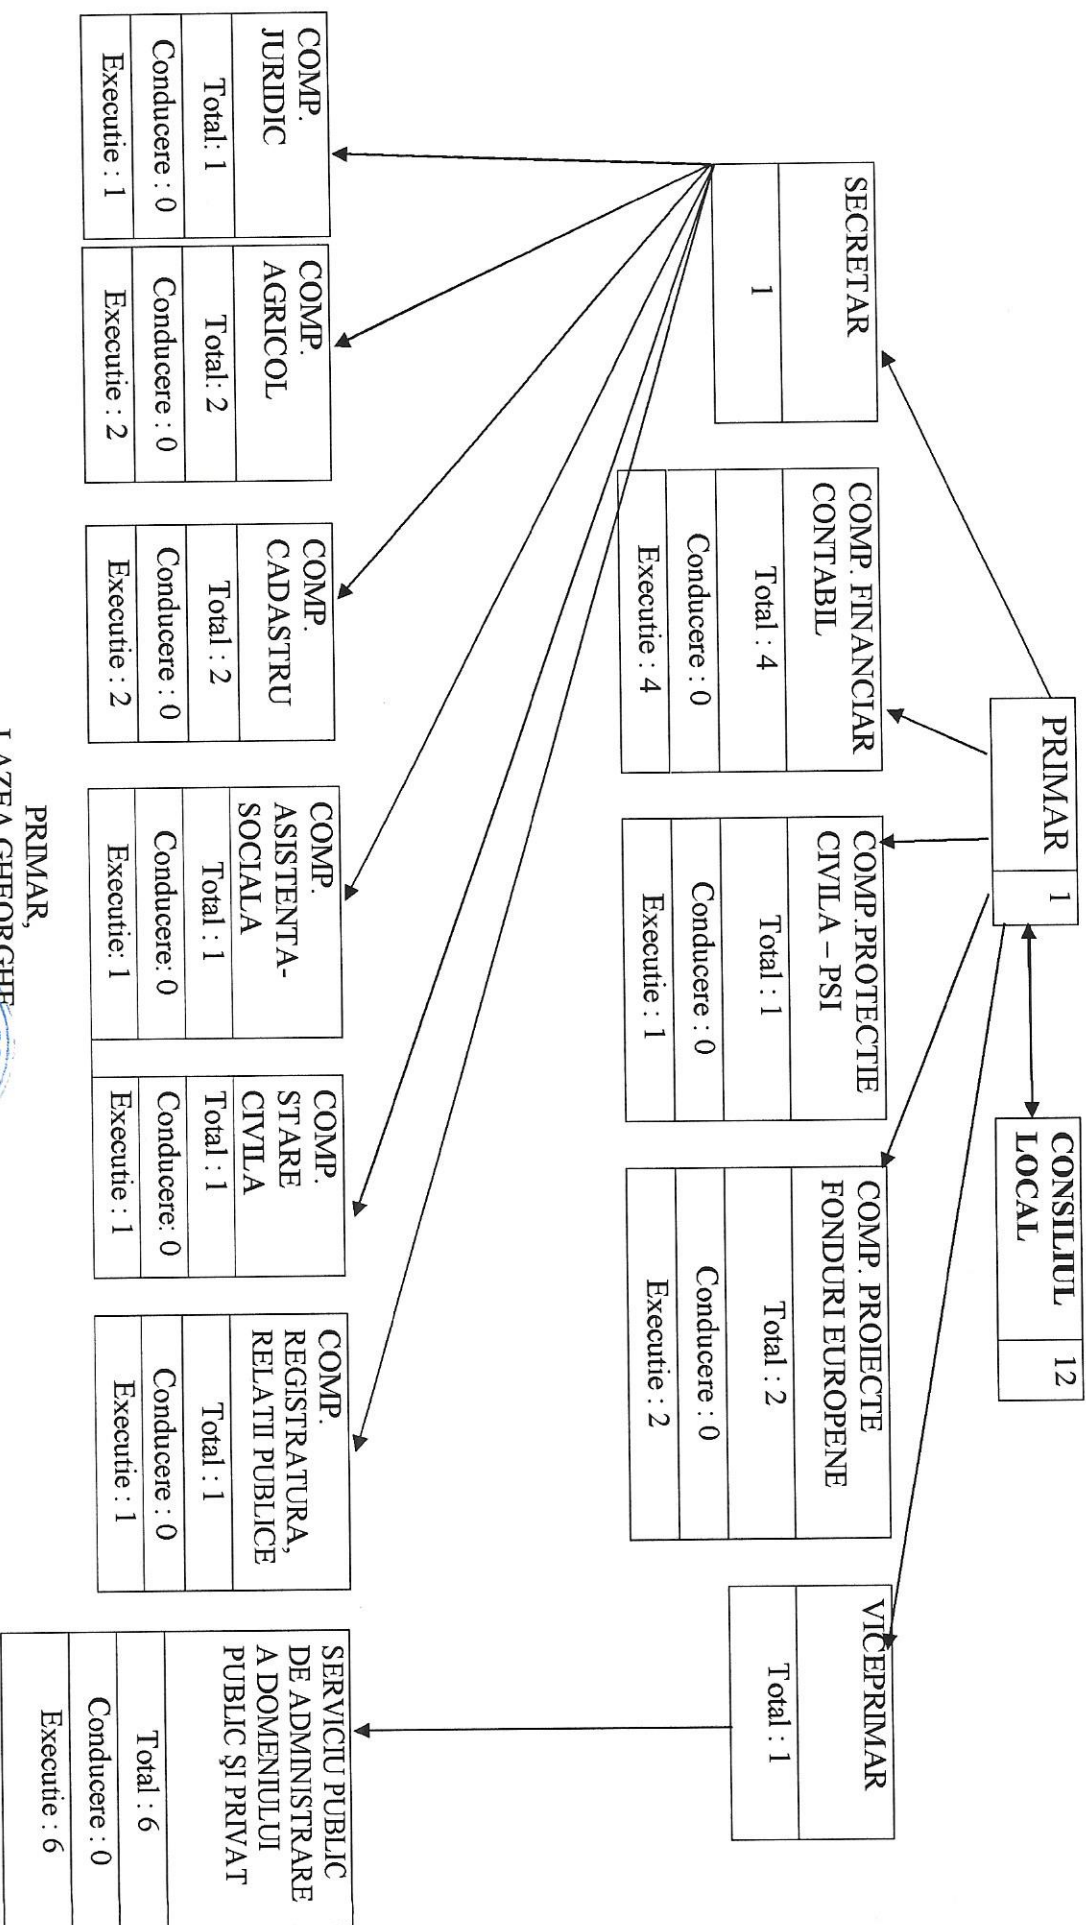 CONSILIUL
LOCAL
12
PRIMAR
1
SECRETAR
1
COMP. FINANCIAR
CONTABIL
Total : 4
Conducere : 0
Executie : 4
COMP.PROTECTIE
CIVILA – PSI
Total : 1
Conducere : 0
Executie : 1
COMP. PROIECTE
FONDURI EUROPENE
Total : 2
Conducere : 0
Executie : 2
VICEPRIMAR
Total : 1
COMP.
JURIDIC
Total: 1
Conducere : 0
Executie : 1
COMP.
AGRICOL
Total: 2
Conducere : 0
Executie : 2
COMP.
CADASTRU
Total : 2
Conducere : 0
Executie : 2
COMP.
ASISTENTA-
SOCIALA
Total : 1
Conducere: 0
Executie: 1
COMP.
STARE
CIVILA
Total : 1
Conducere: 0
Executie : 1
COMP.
REGISTRATURA,
RELATII PUBLICE
Total : 1
Conducere : 0
Executie : 1
SERVICIU PUBLIC
DE ADMINISTRARE
A DOMENIULUI
PUBLIC ŞI PRIVAT
Total : 6
Conducere : 0
Executie : 6
PRIMAR,
LAZEA GHEORGHE